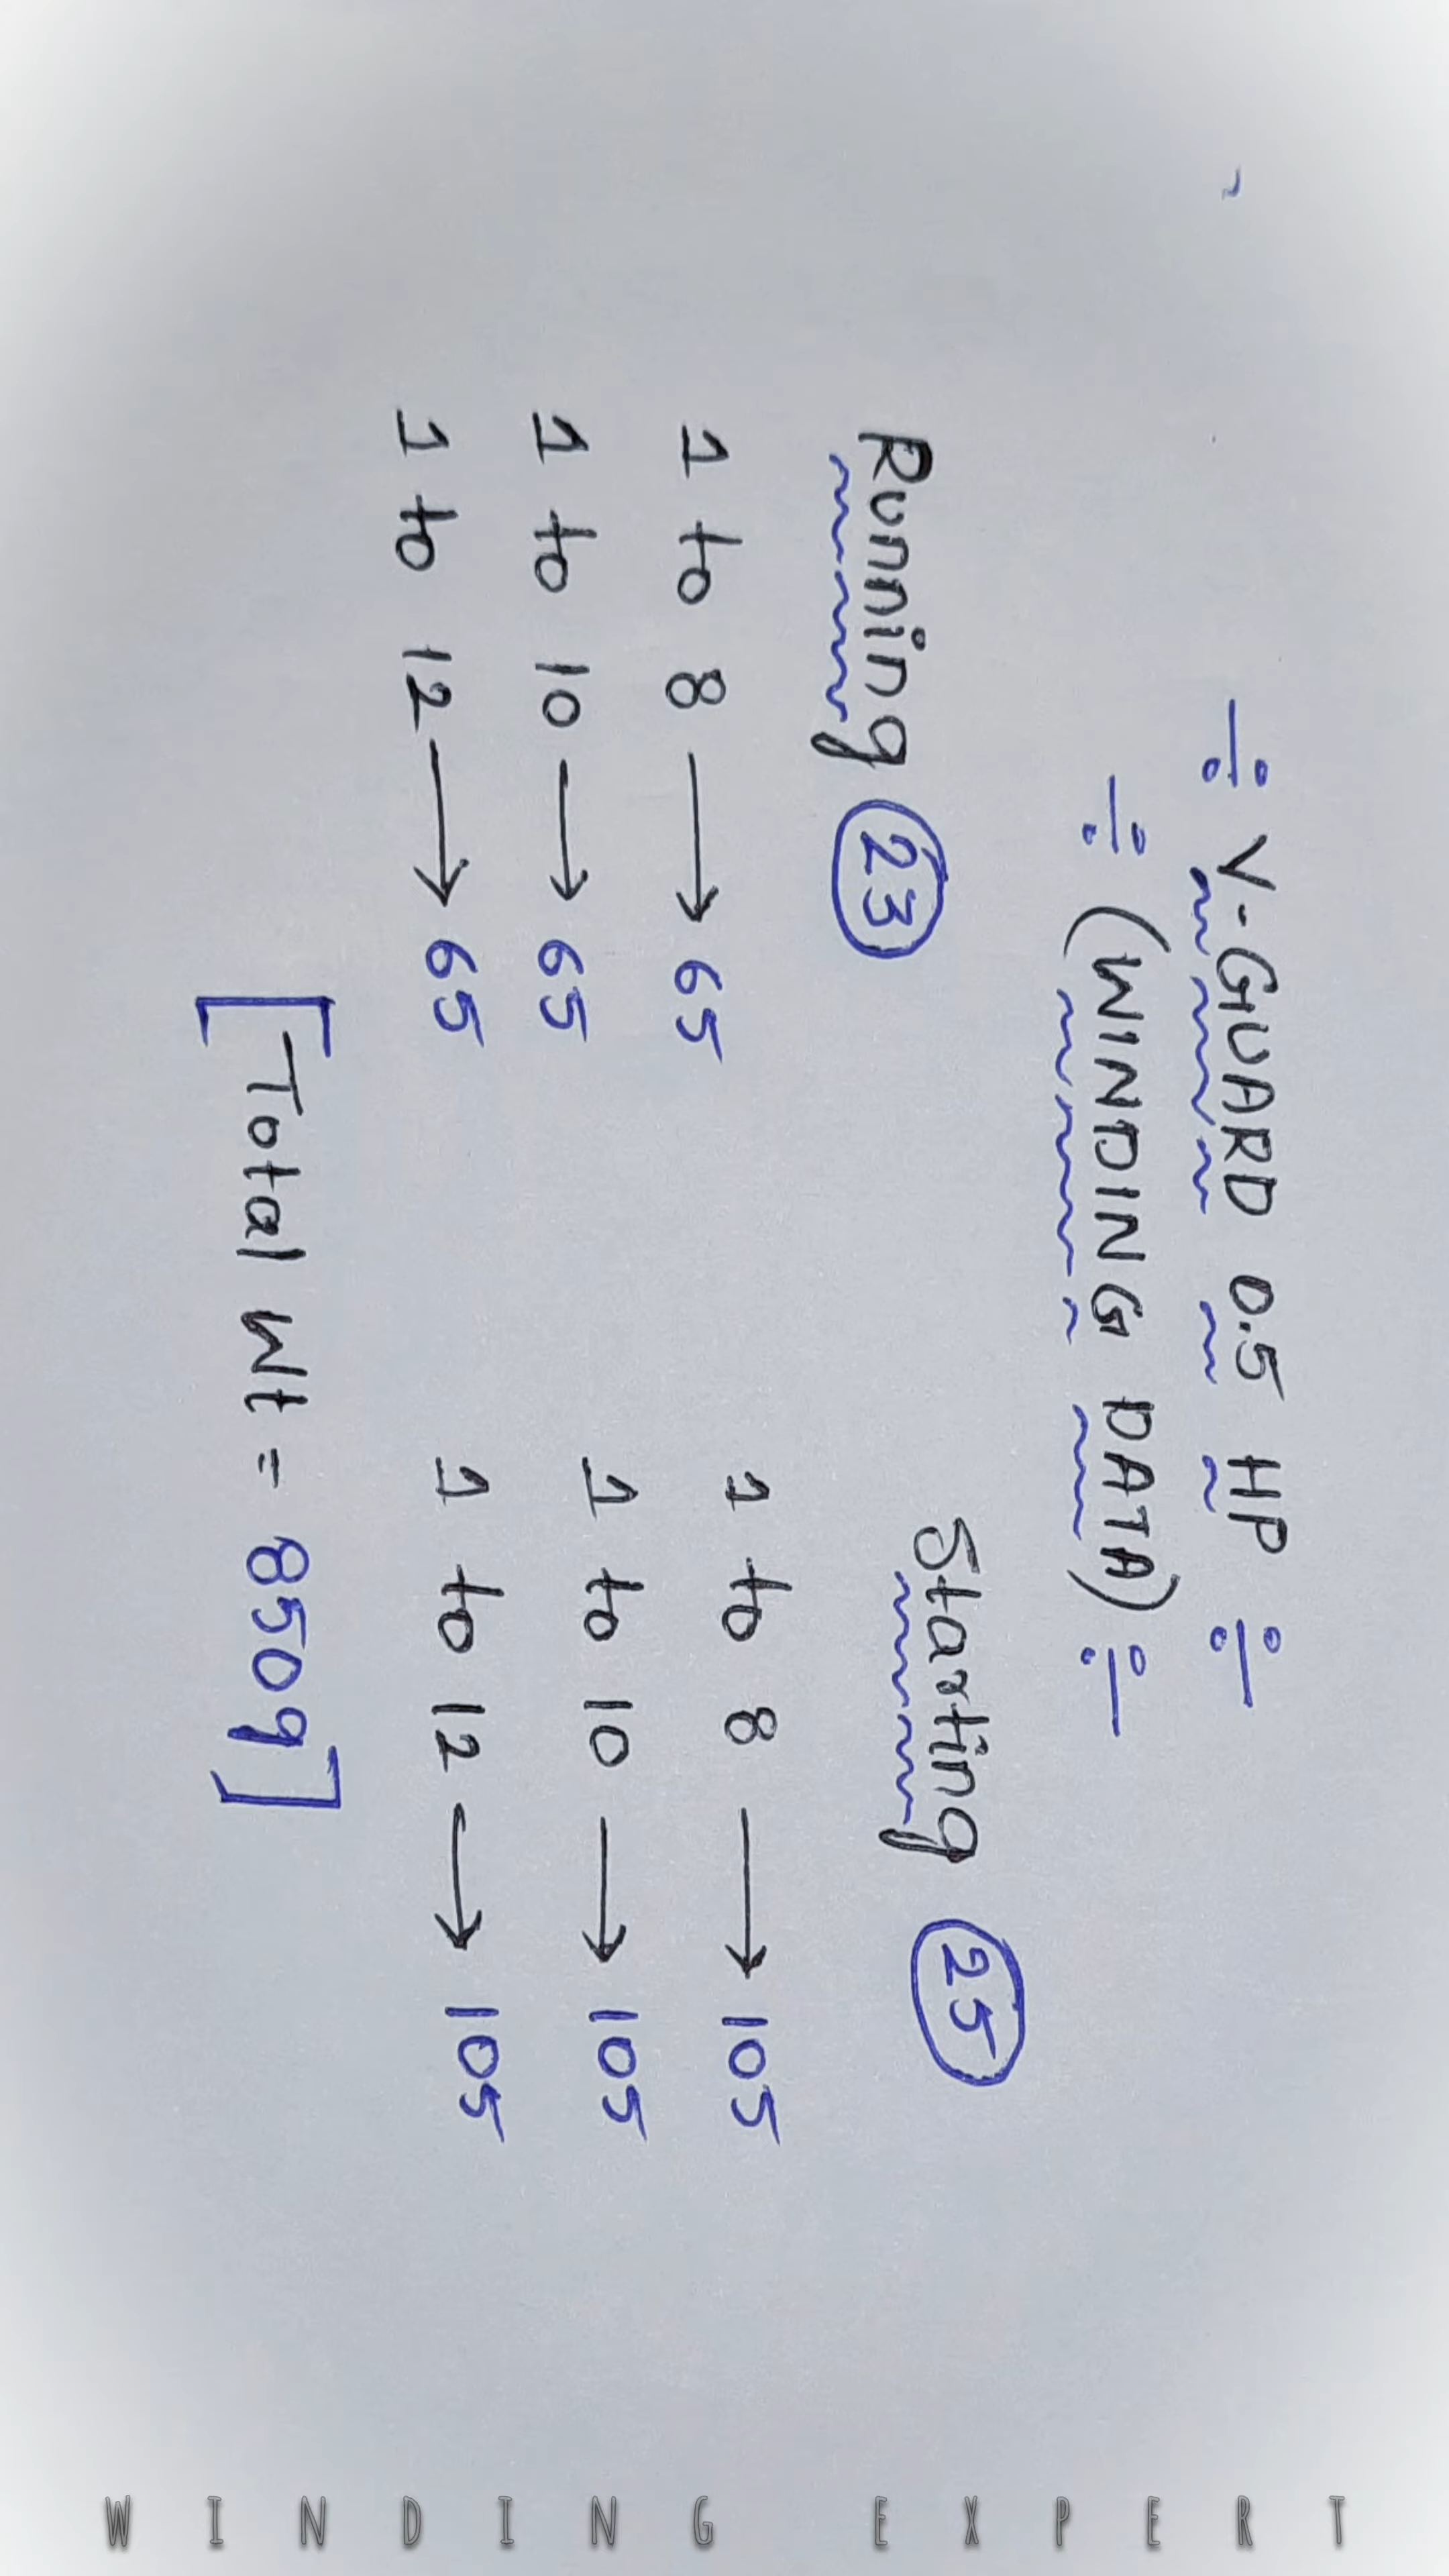 ÷ V-GUARD 0.5 HP ÷
÷ (WINDING DATA) ÷
Running 23
1 to 8 → 65
1 to 10 → 65
1 to 12 → 65
Starting 25
1 to 8 → 105
1 to 10 → 105
1 to 12 → 105
[Total Wt = 850g]
WINDING EXPERT